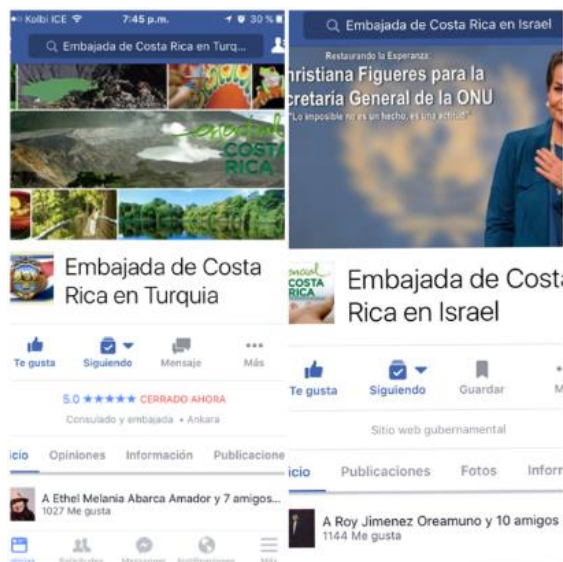 Kolbi ICE
7:45 p.m.
30 %
Embajada de Costa Rica en Turq...
esencial
COSTA
RICA
Embajada de Costa
Rica en Turquia
Te gusta
Siguiendo
Mensaje
Más
5.0 ★★★★★ CERRADO AHORA
Consulado y embajada • Ankara
icio
Opiniones
Información
Publicacione
A Ethel Melania Abarca Amador y 7 amigos...
1027 Me gusta
Notificaciones
Más
Embajada de Costa Rica en Israel
Restaurando la Esperanza:
hristiana Figueres para la
cretaría General de la ONU
"Lo imposible no es un hecho, es una actitud"
COSTA
RICA
Embajada de Costa
Rica en Israel
Te gusta
Siguiendo
Guardar
M
Sitio web gubernamental
icio
Publicaciones
Fotos
Inforr
A Roy Jimenez Oreamuno y 10 amigos
1144 Me gusta